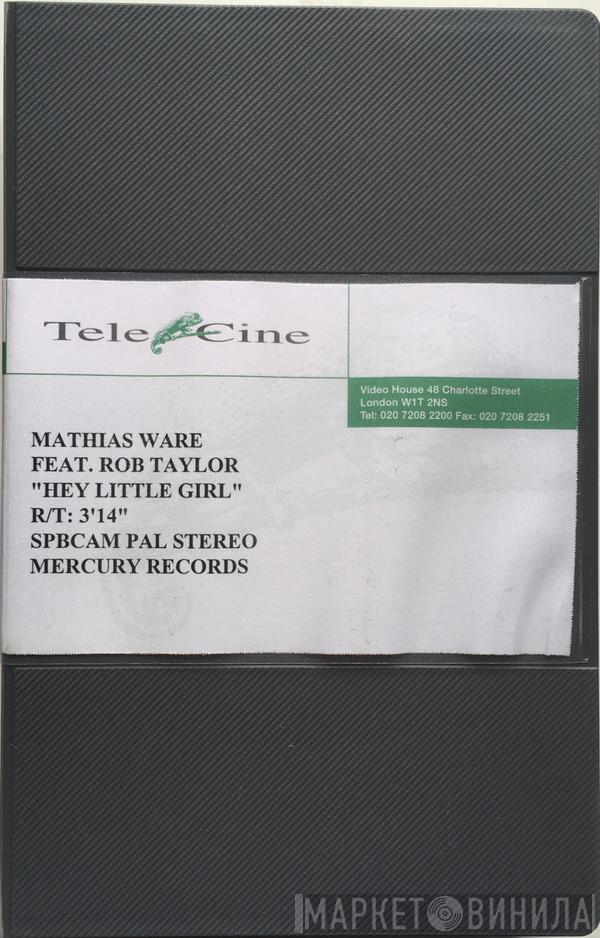 Tele Cine
Video House 48 Charlotte Street
London W1T 2NS
Tel: 020 7208 2200 Fax: 020 7208 2251
MATHIAS WARE
FEAT. ROB TAYLOR
"HEY LITTLE GIRL"
R/T: 3'14"
SPBCAM PAL STEREO
MERCURY RECORDS
МАРКЕТ ВИНИЛА